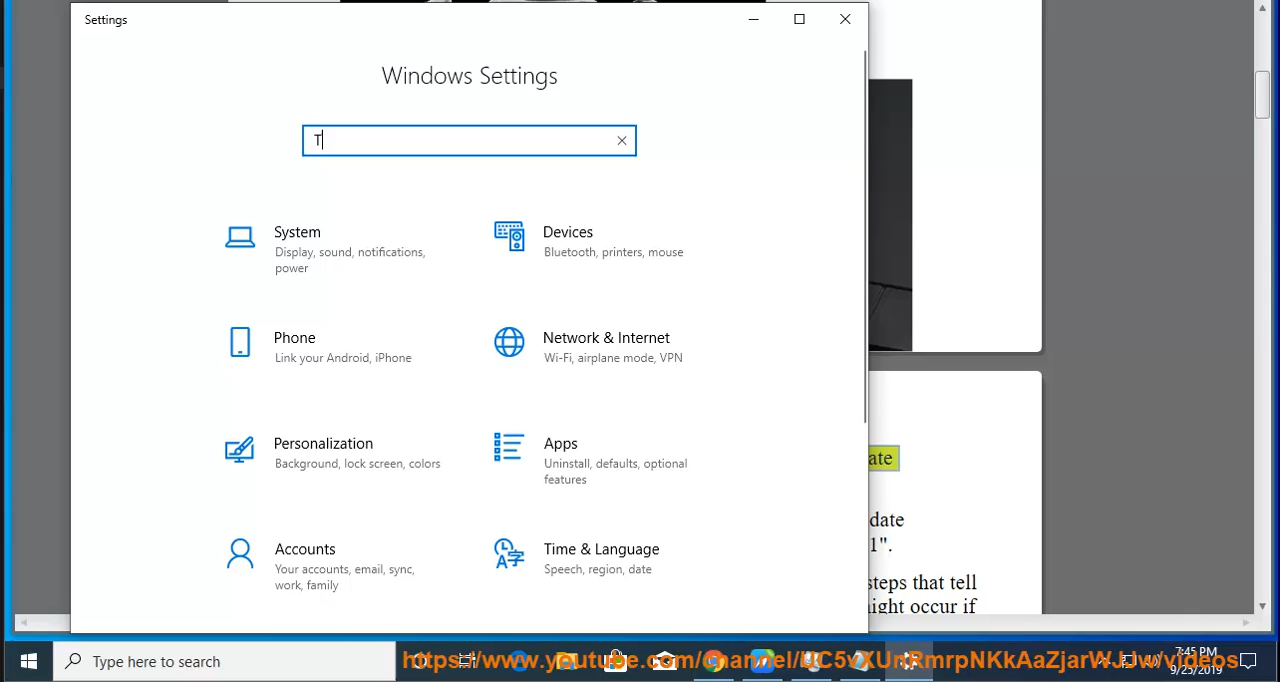 Settings
Windows Settings
T
System
Display, sound, notifications,
power
Devices
Bluetooth, printers, mouse
Phone
Link your Android, iPhone
Network & Internet
Wi-Fi, airplane mode, VPN
Personalization
Background, lock screen, colors
Apps
Uninstall, defaults, optional
features
Accounts
Your accounts, email, sync,
work, family
Time & Language
Speech, region, date
ate
date
1".
steps that tell
ight occur if
Type here to search
7:45 PM
9/25/2019